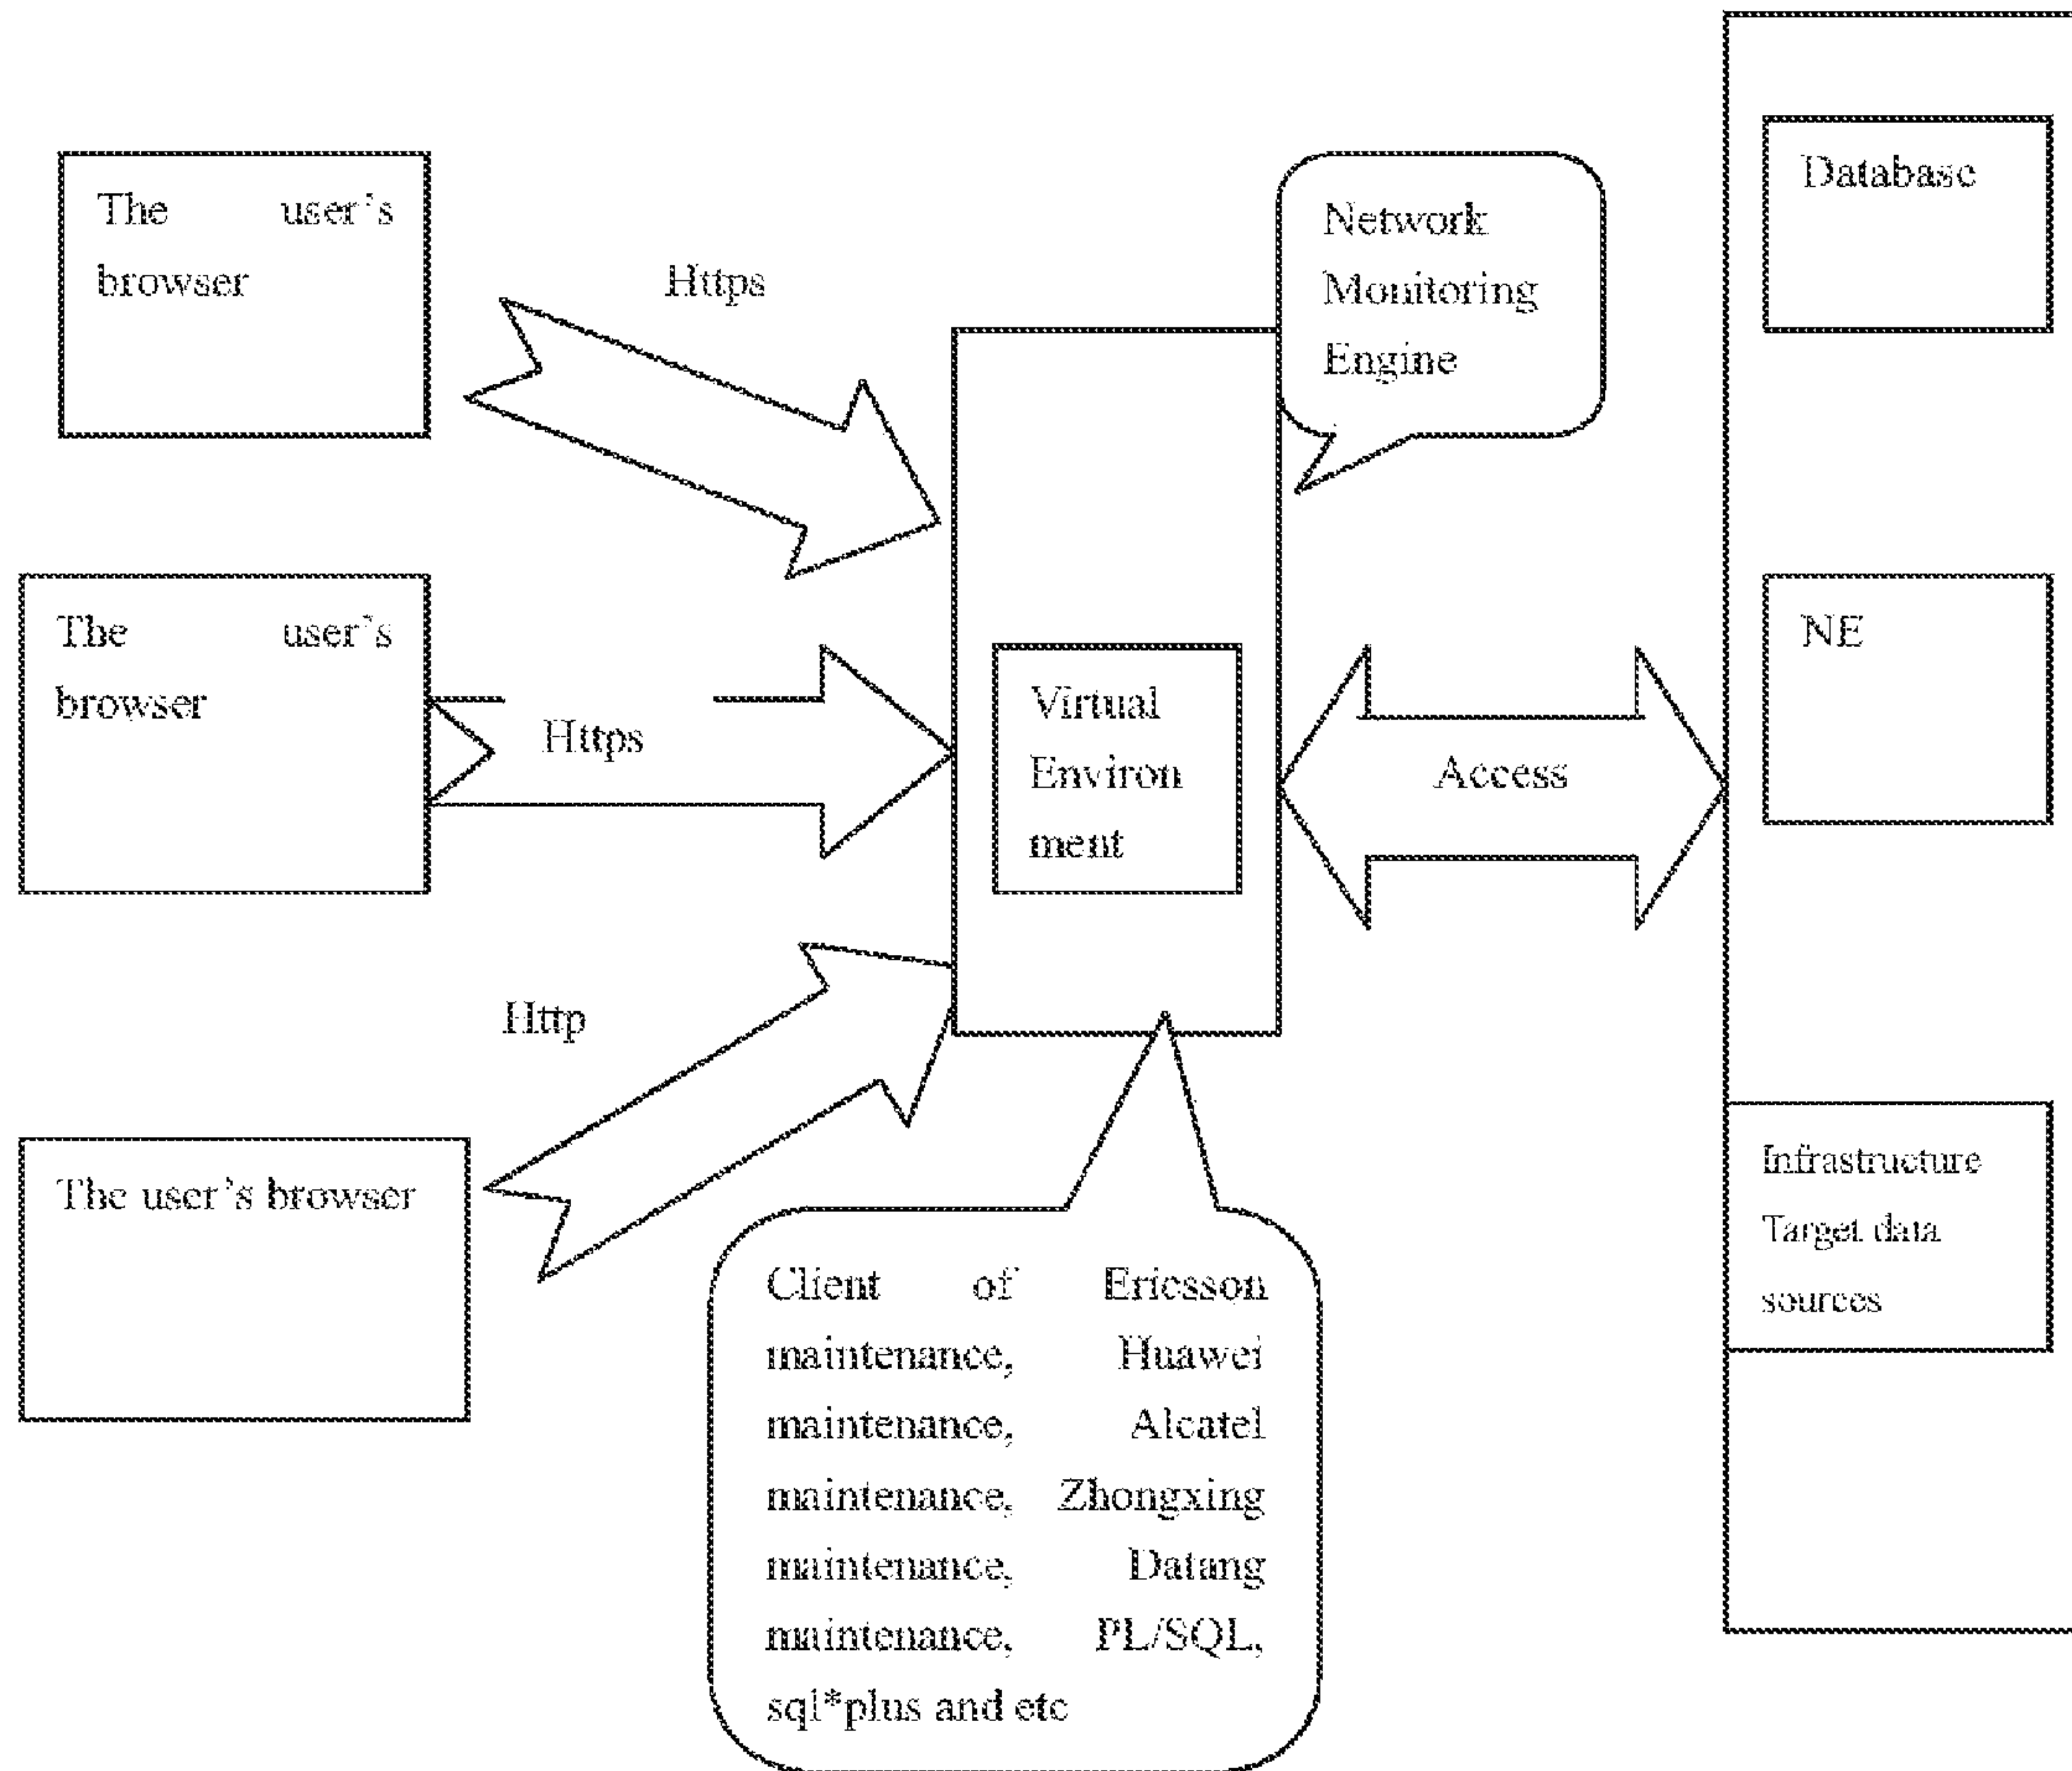 The user's
browser
Https
The user's
browser
Https
The user's browser
Http
Network
Monitoring
Engine
Virtual
Environ
ment
Client of Ericsson
maintenance, Huawei
maintenance, Alcatel
maintenance, Zhongxing
maintenance, Datang
maintenance, PL/SQL,
sql*plus and etc
Access
Database
NE
Infrastructure
Target data
sources